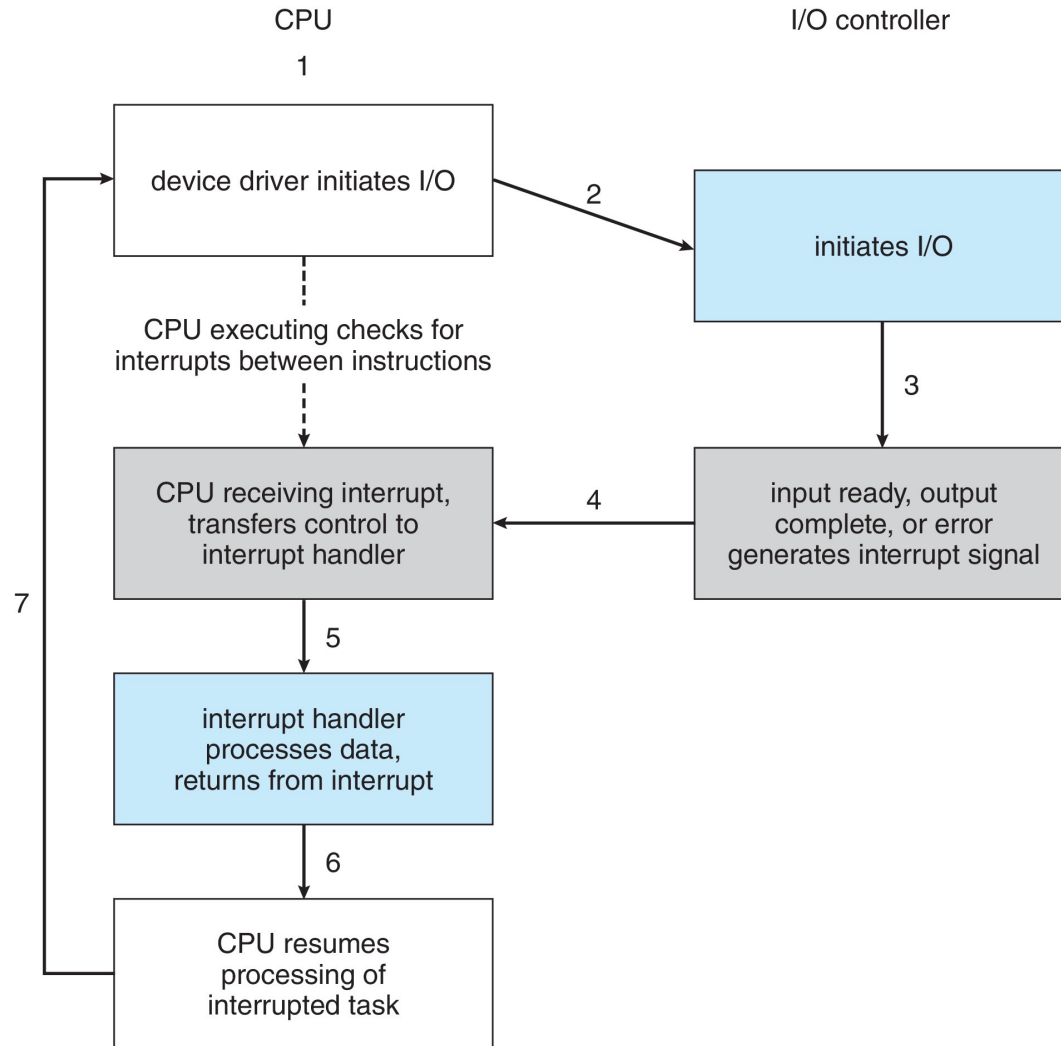 CPU
I/O controller
1
device driver initiates I/O
2
initiates I/O
CPU executing checks for
interrupts between instructions
3
CPU receiving interrupt,
transfers control to
interrupt handler
4
input ready, output
complete, or error
generates interrupt signal
7
5
interrupt handler
processes data,
returns from interrupt
6
CPU resumes
processing of
interrupted task